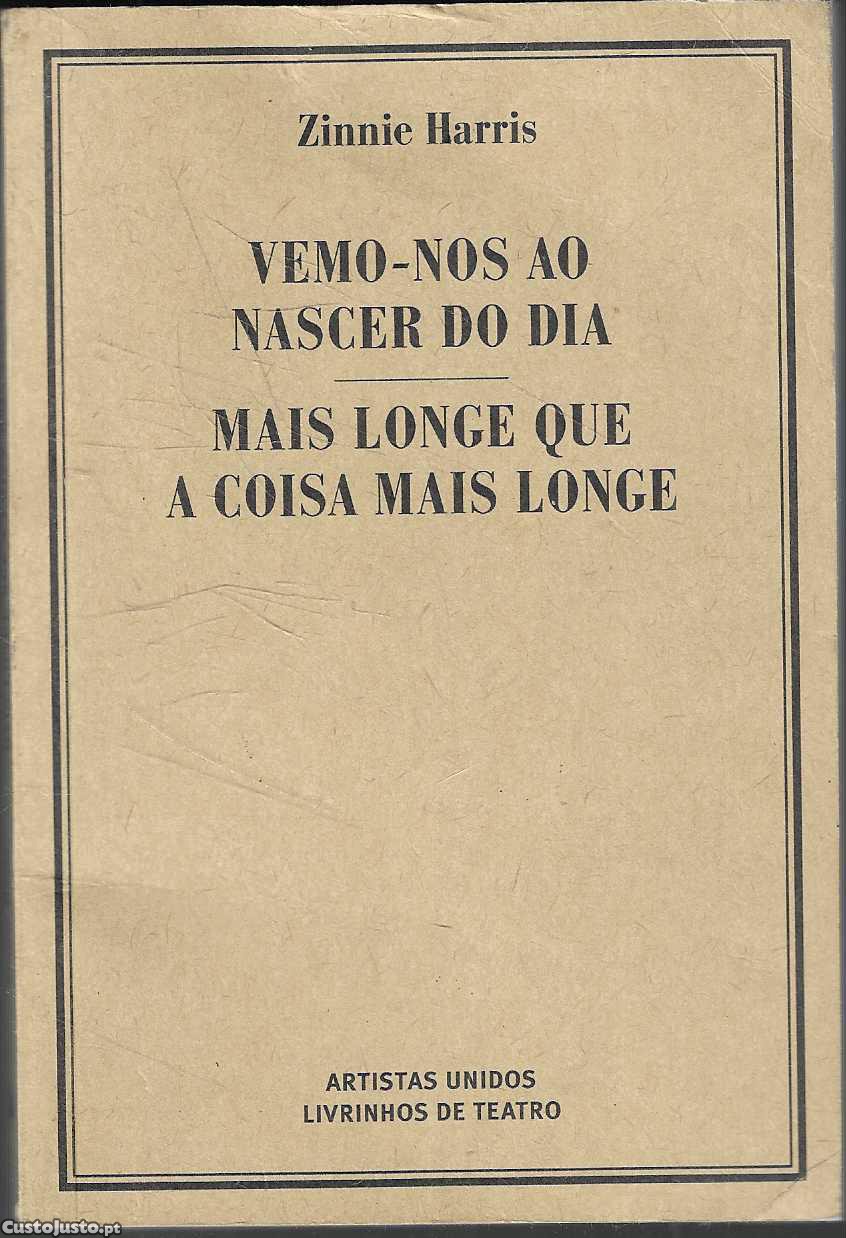 Zinnie Harris
VEMO-NOS AO
NASCER DO DIA
MAIS LONGE QUE
A COISA MAIS LONGE
ARTISTAS UNIDOS
LIVRINHOS DE TEATRO
CustoJusto.pt